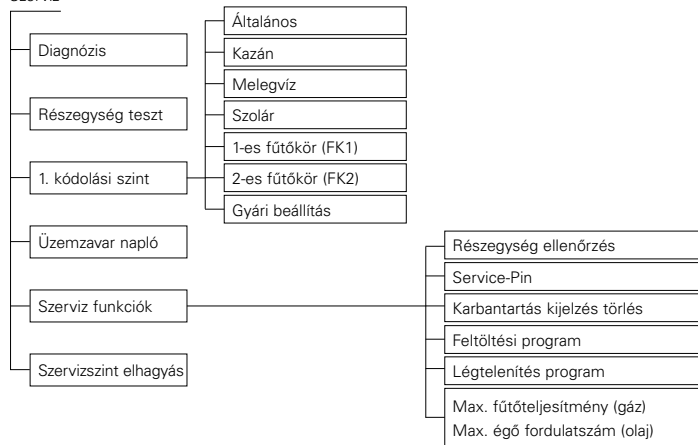 Diagnózis
Részegység teszt
1. kódolási szint
Üzemzavar napló
Szerviz funkciók
Szervizszint elhagyás
Általános
Kazán
Melegvíz
Szolár
1-es fűtőkör (FK1)
2-es fűtőkör (FK2)
Gyári beállítás
Részegység ellenőrzés
Service-Pin
Karbantartás kijelzés törlés
Feltöltési program
Légtelenítés program
Max. fűtőteljesítmény (gáz)
Max. égő fordulatszám (olaj)